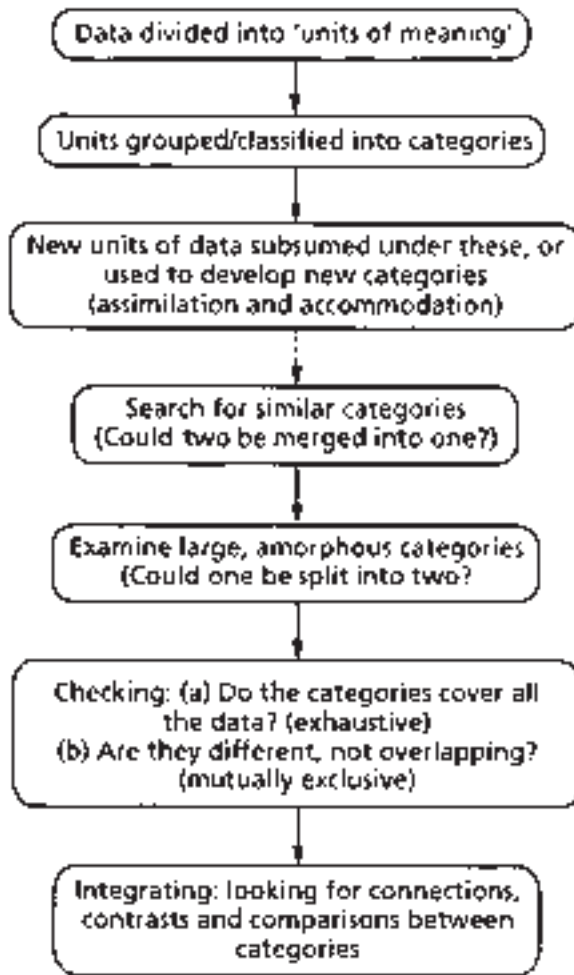 Data divided into 'units of meaning'
Units grouped/classified into categories
New units of data subsumed under these, or
used to develop new categories
(assimilation and accommodation)
Search for similar categories
(Could two be merged into one?)
Examine large, amorphous categories
(Could one be split into two?
Checking: (a) Do the categories cover all
the data? (exhaustive)
(b) Are they different, not overlapping?
(mutually exclusive)
Integrating: looking for connections,
contrasts and comparisons between
categories